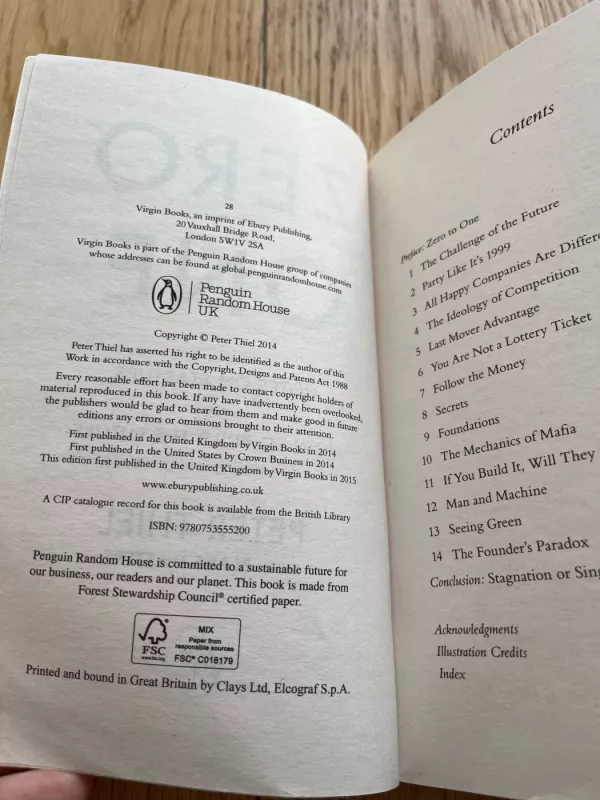 28
Virgin Books, an imprint of Ebury Publishing,
20 Vauxhall Bridge Road,
London SW1V 2SA
Virgin Books is part of the Penguin Random House group of companies
whose addresses can be found at global.penguinrandomhouse.com
Penguin
Random House
UK
Copyright © Peter Thiel 2014
Peter Thiel has asserted his right to be identified as the author of this
Work in accordance with the Copyright, Designs and Patents Act 1988
Every reasonable effort has been made to contact copyright holders of
material reproduced in this book. If any have inadvertently been overlooked,
the publishers would be glad to hear from them and make good in future
editions any errors or omissions brought to their attention.
First published in the United Kingdom by Virgin Books in 2014
First published in the United States by Crown Business in 2014
This edition first published in the United Kingdom by Virgin Books in 2015
www.eburypublishing.co.uk
A CIP catalogue record for this book is available from the British Library
ISBN: 9780753555200
Penguin Random House is committed to a sustainable future for
our business, our readers and our planet. This book is made from
Forest Stewardship Council® certified paper.
FSC
www.fsc.org
MIX
Paper from
responsible sources
FSC® C018179
Printed and bound in Great Britain by Clays Ltd, Elcograf S.p.A.
Contents
Preface: Zero to One
1 The Challenge of the Future
2 Party Like It's 1999
3 All Happy Companies Are Differe
4 The Ideology of Competition
5 Last Mover Advantage
6 You Are Not a Lottery Ticket
7 Follow the Money
8 Secrets
9 Foundations
10 The Mechanics of Mafia
11 If You Build It, Will They
12 Man and Machine
13 Seeing Green
14 The Founder's Paradox
Conclusion: Stagnation or Sing
Acknowledgments
Illustration Credits
Index